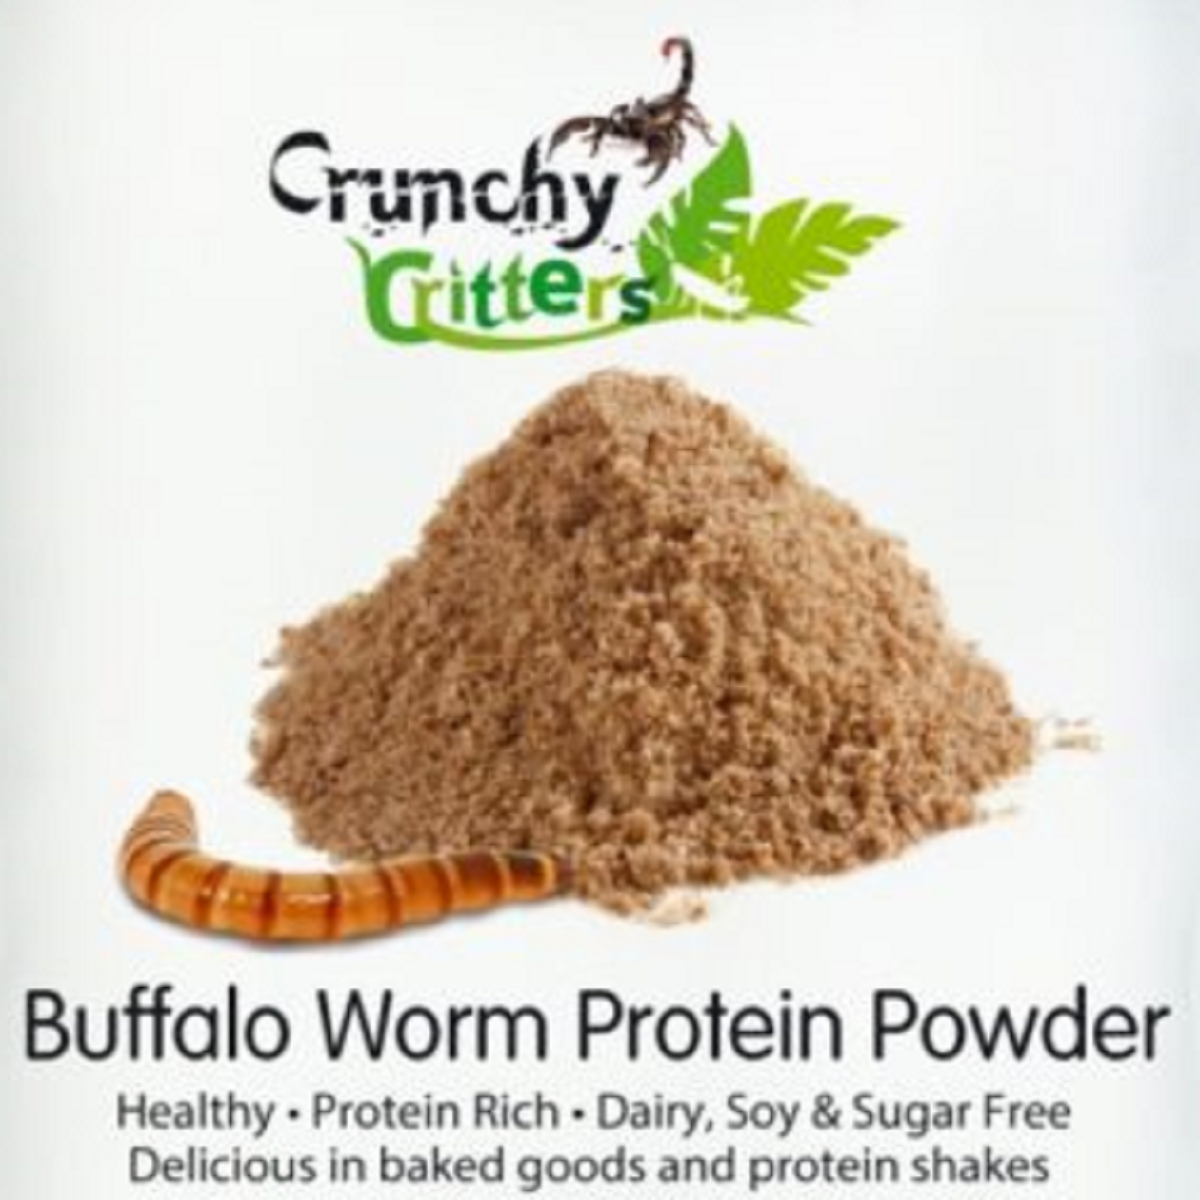 Crunchy
Critters
Buffalo Worm Protein Powder
Healthy • Protein Rich • Dairy, Soy & Sugar Free
Delicious in baked goods and protein shakes